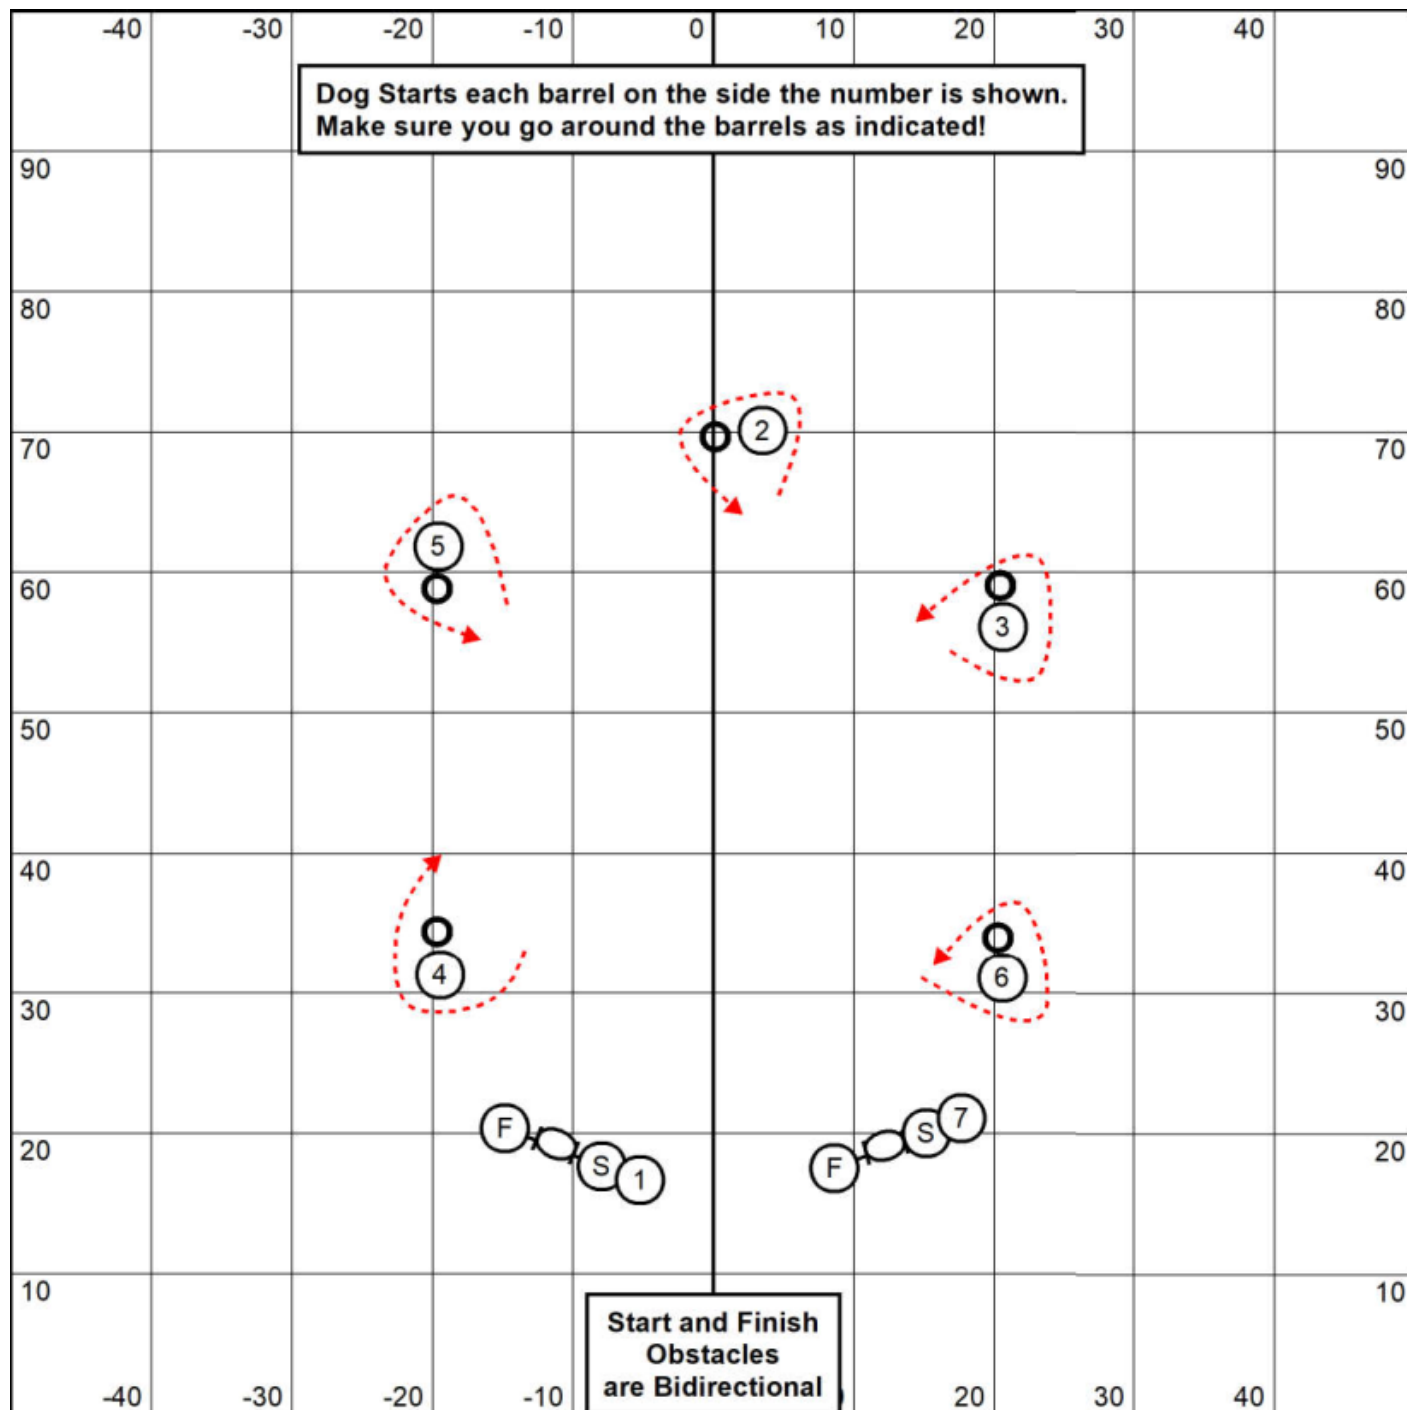 -40 -30 -20 -10 0 10 20 30 40
Dog Starts each barrel on the side the number is shown.
Make sure you go around the barrels as indicated!
90 90
80 80
2
70 70
5
60 60
3
50 50
40 40
4 6
30 30
F S 1 F S 7
20 20
10 10
Start and Finish
Obstacles
are Bidirectional
-40 -30 -20 -10 20 30 40